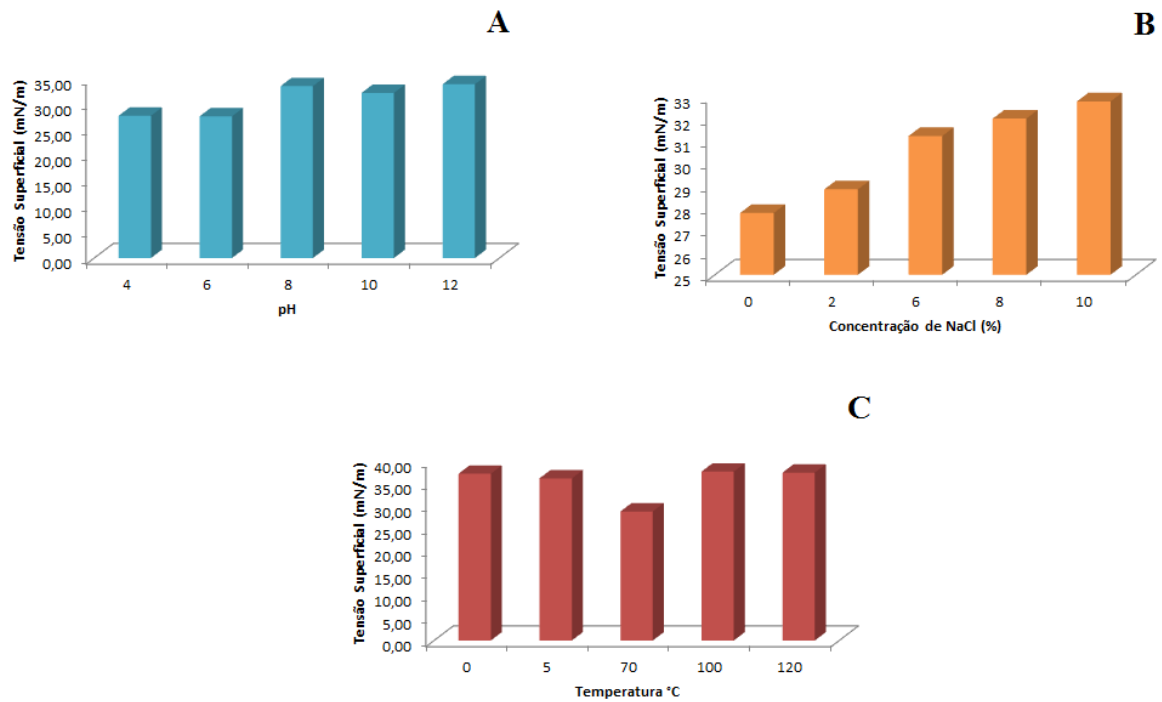 A
Tensão Superficial (mN/m)
35,00
30,00
25,00
20,00
15,00
10,00
5,00
0,00
4 6 8 10 12
pH
B
Tensão Superficial (mN/m)
33
32
31
30
29
28
27
26
25
0 2 6 8 10
Concentração de NaCl (%)
C
Tensão Superficial (mN/m)
40,00
35,00
30,00
25,00
20,00
15,00
10,00
5,00
0,00
0 5 70 100 120
Temperatura °C